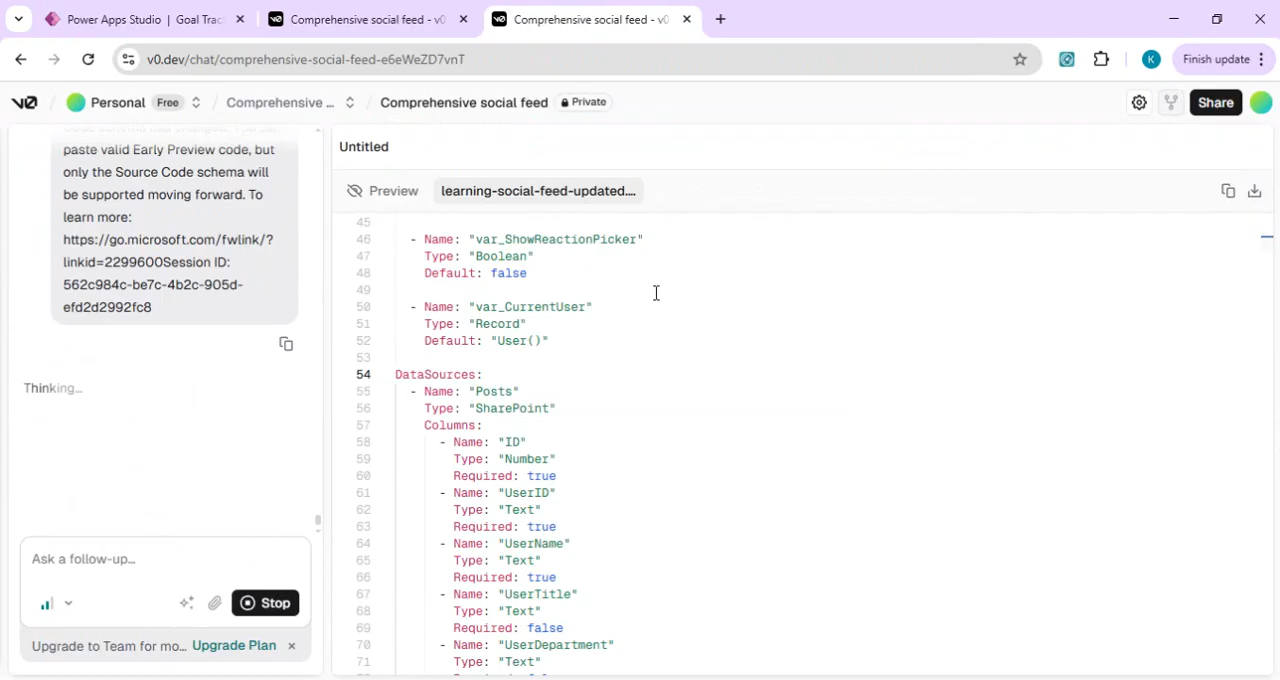 Power Apps Studio | Goal Trac
Comprehensive social feed - v0
Comprehensive social feed - v0
v0.dev/chat/comprehensive-social-feed-e6eWeZD7vnT
K
Finish update
Personal Free / Comprehensive ... / Comprehensive social feed Private
Share
paste valid Early Preview code, but
only the Source Code schema will
be supported moving forward. To
learn more:
https://go.microsoft.com/fwlink/?
linkid=2299600Session ID:
562c984c-be7c-4b2c-905d-
efd2d2992fc8
Thinking...
Ask a follow-up...
Stop
Upgrade to Team for mo... Upgrade Plan
Untitled
Preview
learning-social-feed-updated....
45
46 - Name: "var_ShowReactionPicker"
47 Type: "Boolean"
48 Default: false
49
50 - Name: "var_CurrentUser"
51 Type: "Record"
52 Default: "User()"
53
54 DataSources:
55 - Name: "Posts"
56 Type: "SharePoint"
57 Columns:
58 - Name: "ID"
59 Type: "Number"
60 Required: true
61 - Name: "UserID"
62 Type: "Text"
63 Required: true
64 - Name: "UserName"
65 Type: "Text"
66 Required: true
67 - Name: "UserTitle"
68 Type: "Text"
69 Required: false
70 - Name: "UserDepartment"
71 Type: "Text"